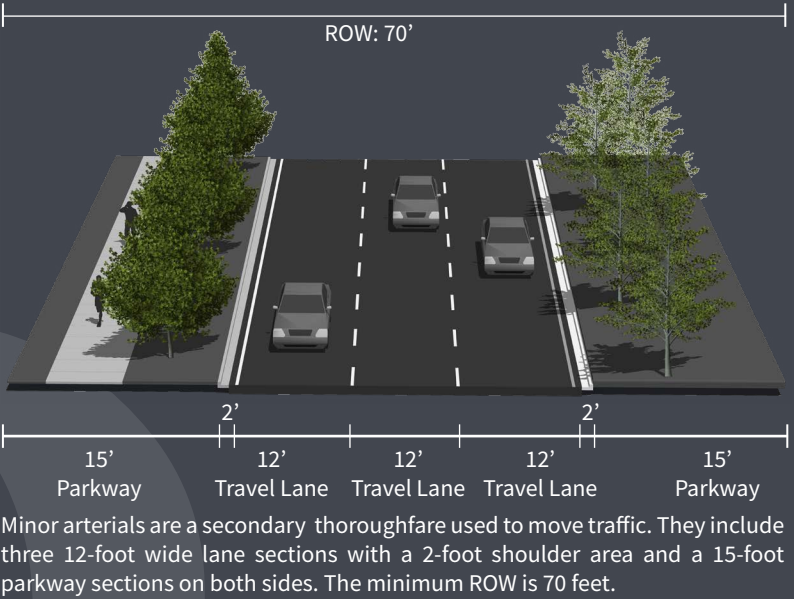 ROW: 70’
2’ 2’
15’ 12’ 12’ 12’ 15’
Parkway Travel Lane Travel Lane Travel Lane Parkway
Minor arterials are a secondary thoroughfare used to move traffic. They include
three 12-foot wide lane sections with a 2-foot shoulder area and a 15-foot
parkway sections on both sides. The minimum ROW is 70 feet.